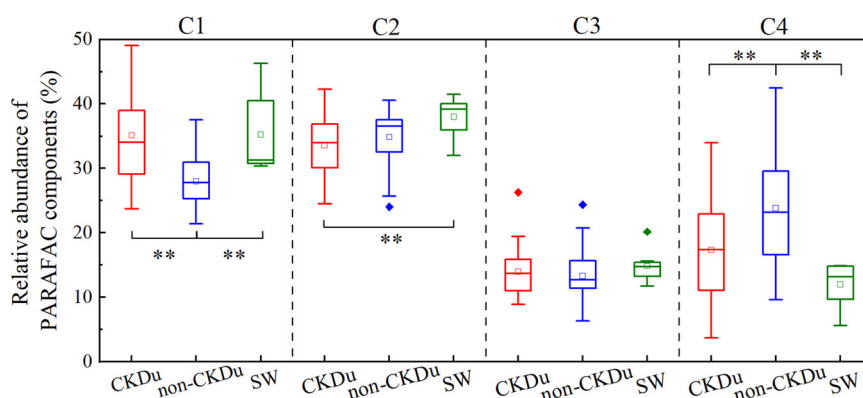 C1 C2 C3 C4
Relative abundance of
PARAFAC components (%)
50
40
30
20
10
0
** **
**
** **
CKDu non-CKDu SW CKDu non-CKDu SW CKDu non-CKDu SW CKDu non-CKDu SW